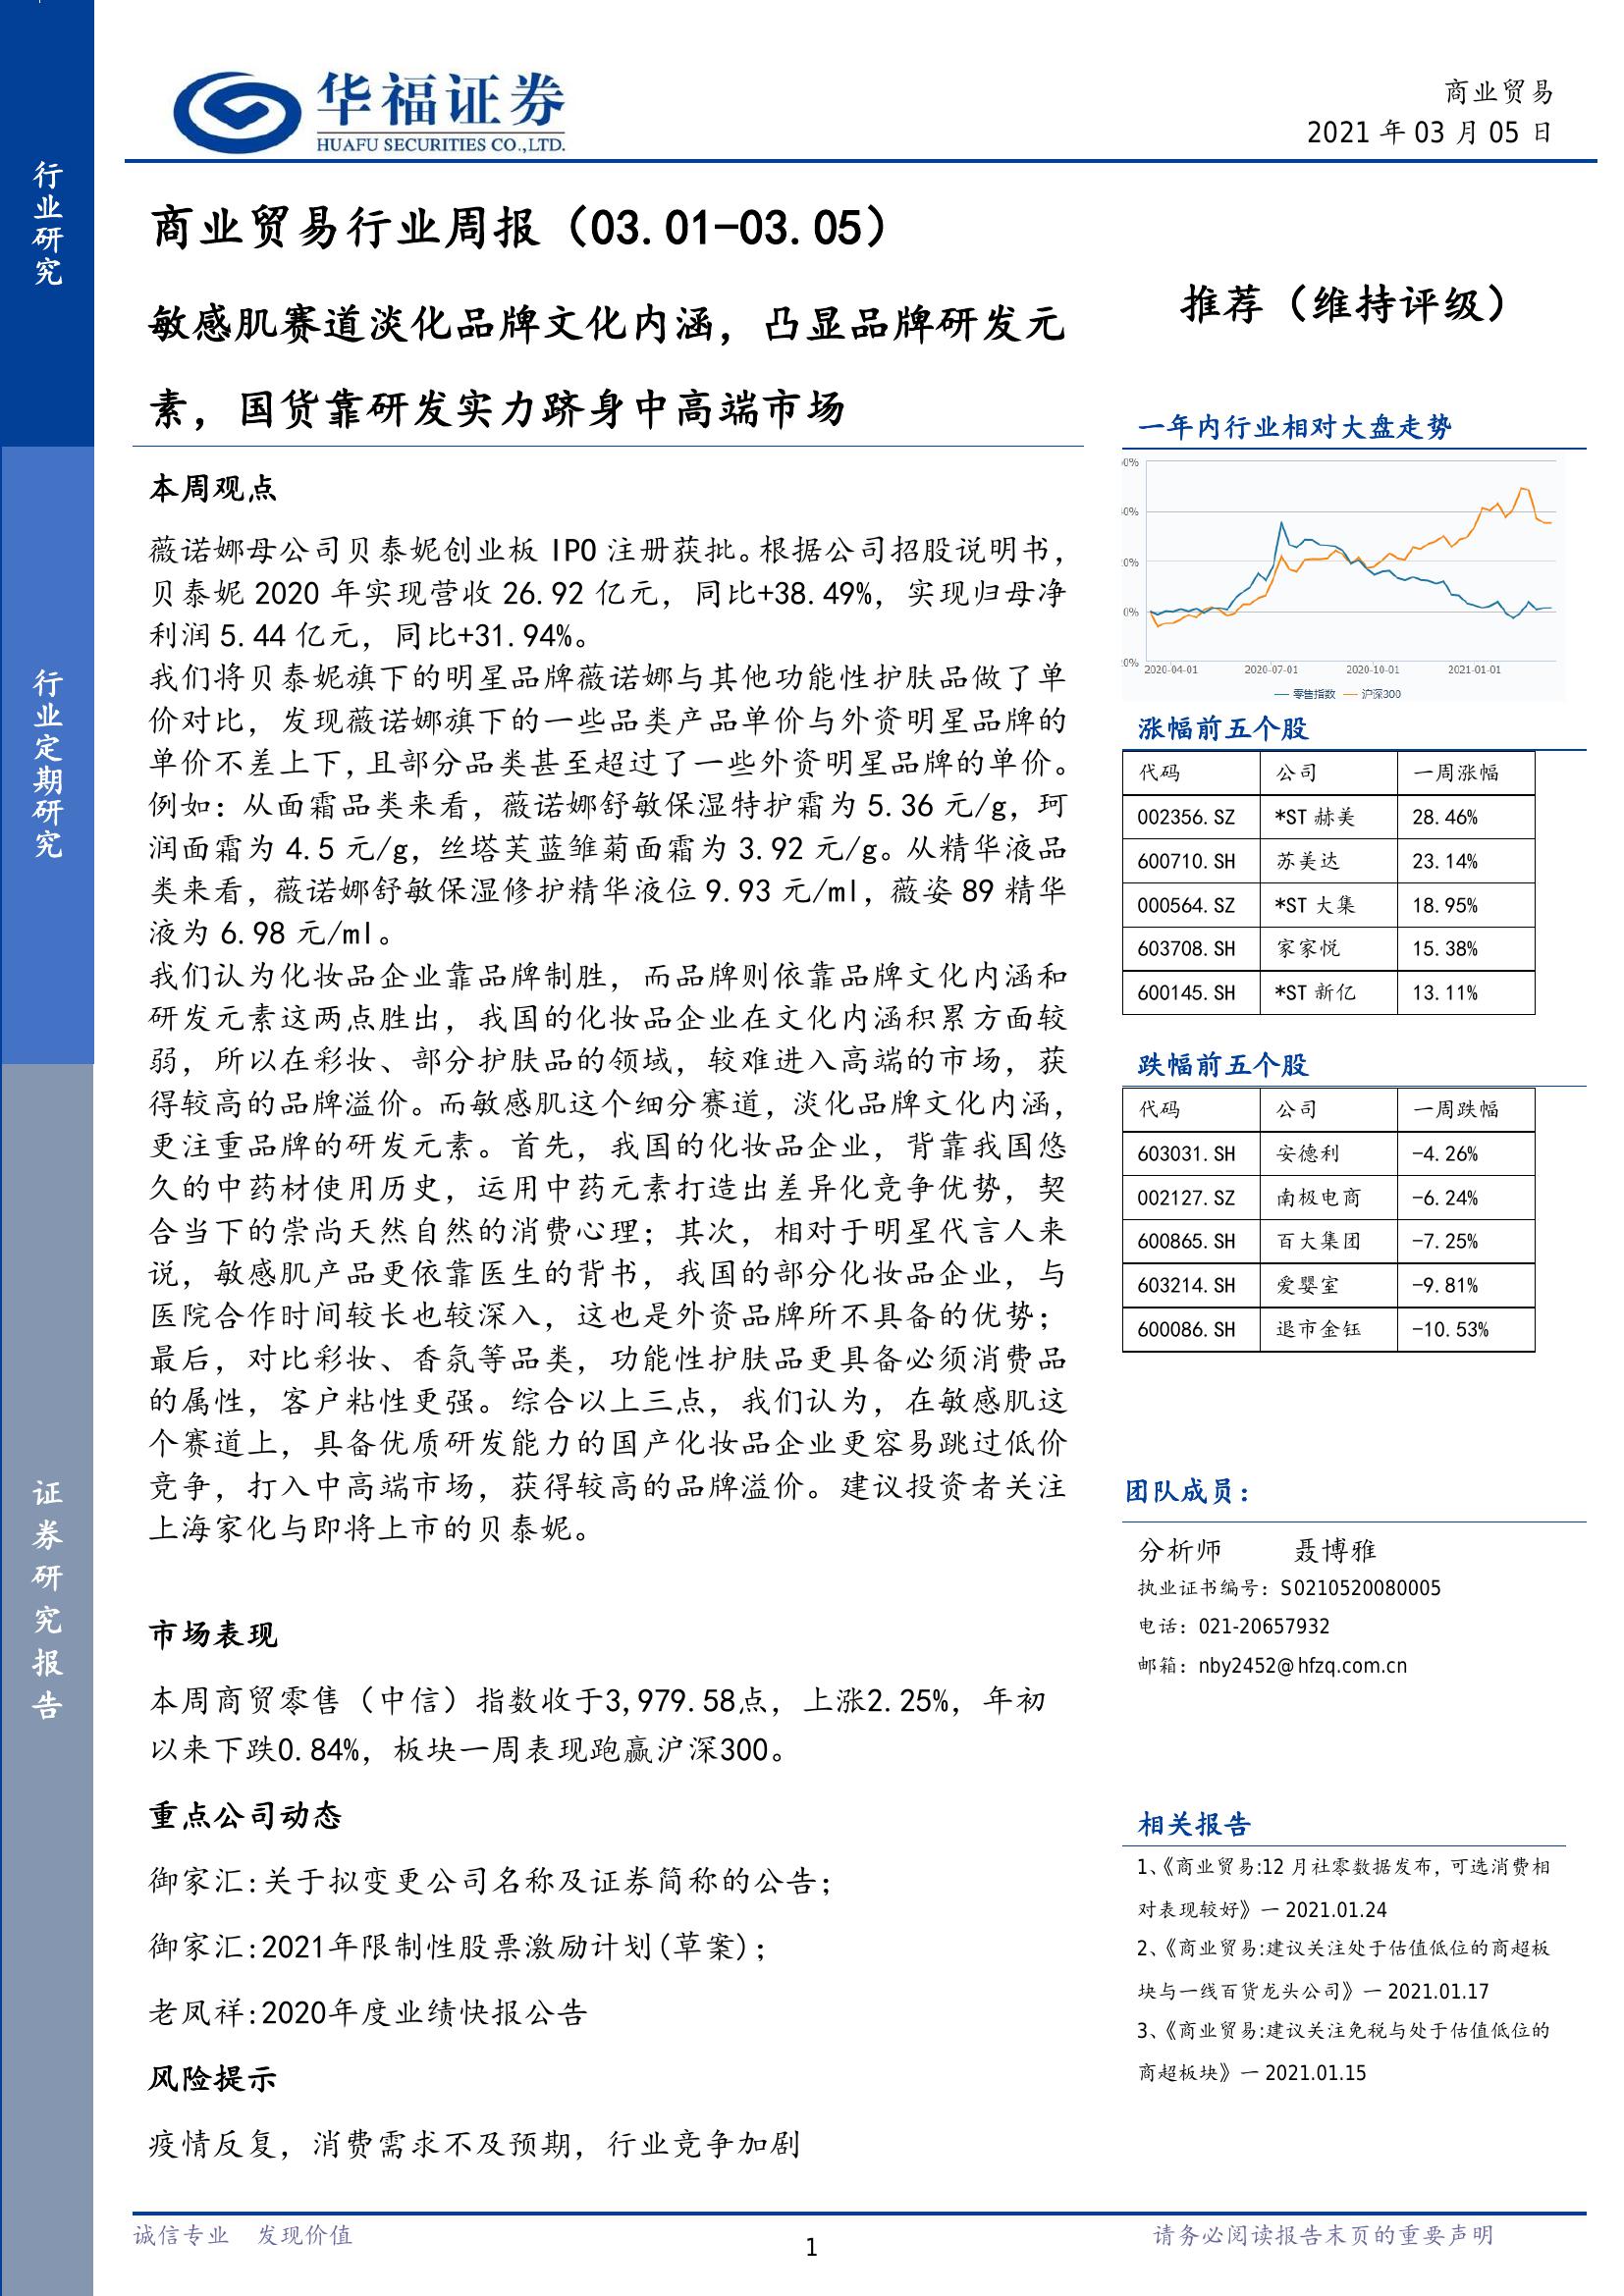 行业研究
行业定期研究
证券研究报告
华福证券
HUAFU SECURITIES CO.,LTD.
商业贸易
2021 年 03 月 05 日
商业贸易行业周报（03.01-03.05）
敏感肌赛道淡化品牌文化内涵，凸显品牌研发元
素，国货靠研发实力跻身中高端市场
本周观点
薇诺娜母公司贝泰妮创业板 IPO 注册获批。根据公司招股说明书，
贝泰妮 2020 年实现营收 26.92 亿元，同比+38.49%，实现归母净
利润 5.44 亿元，同比+31.94%。
我们将贝泰妮旗下的明星品牌薇诺娜与其他功能性护肤品做了单
价对比，发现薇诺娜旗下的一些品类产品单价与外资明星品牌的
单价不差上下，且部分品类甚至超过了一些外资明星品牌的单价。
例如：从面霜品类来看，薇诺娜舒敏保湿特护霜为 5.36 元/g，珂
润面霜为 4.5 元/g，丝塔芙蓝雏菊面霜为 3.92 元/g。从精华液品
类来看，薇诺娜舒敏保湿修护精华液位 9.93 元/ml，薇姿 89 精华
液为 6.98 元/ml。
我们认为化妆品企业靠品牌制胜，而品牌则依靠品牌文化内涵和
研发元素这两点胜出，我国的化妆品企业在文化内涵积累方面较
弱，所以在彩妆、部分护肤品的领域，较难进入高端的市场，获
得较高的品牌溢价。而敏感肌这个细分赛道，淡化品牌文化内涵，
更注重品牌的研发元素。首先，我国的化妆品企业，背靠我国悠
久的中药材使用历史，运用中药元素打造出差异化竞争优势，契
合当下的崇尚天然自然的消费心理；其次，相对于明星代言人来
说，敏感肌产品更依靠医生的背书，我国的部分化妆品企业，与
医院合作时间较长也较深入，这也是外资品牌所不具备的优势；
最后，对比彩妆、香氛等品类，功能性护肤品更具备必须消费品
的属性，客户粘性更强。综合以上三点，我们认为，在敏感肌这
个赛道上，具备优质研发能力的国产化妆品企业更容易跳过低价
竞争，打入中高端市场，获得较高的品牌溢价。建议投资者关注
上海家化与即将上市的贝泰妮。
市场表现
本周商贸零售（中信）指数收于3,979.58点，上涨2.25%，年初
以来下跌0.84%，板块一周表现跑赢沪深300。
重点公司动态
御家汇:关于拟变更公司名称及证券简称的公告；
御家汇:2021年限制性股票激励计划(草案)；
老凤祥:2020年度业绩快报公告
风险提示
疫情反复，消费需求不及预期，行业竞争加剧
推荐（维持评级）
一年内行业相对大盘走势
0%
0%
20%
0%
0%
2020-04-01 2020-07-01 2020-10-01 2021-01-01
零售指数 沪深300
涨幅前五个股
代码 公司 一周涨幅
002356.SZ *ST 赫美 28.46%
600710.SH 苏美达 23.14%
000564.SZ *ST 大集 18.95%
603708.SH 家家悦 15.38%
600145.SH *ST 新亿 13.11%
跌幅前五个股
代码 公司 一周跌幅
603031.SH 安德利 -4.26%
002127.SZ 南极电商 -6.24%
600865.SH 百大集团 -7.25%
603214.SH 爱婴室 -9.81%
600086.SH 退市金钰 -10.53%
团队成员：
分析师 聂博雅
执业证书编号：S0210520080005
电话：021-20657932
邮箱：nby2452@hfzq.com.cn
相关报告
1、《商业贸易:12 月社零数据发布，可选消费相
对表现较好》一 2021.01.24
2、《商业贸易:建议关注处于估值低位的商超板
块与一线百货龙头公司》一 2021.01.17
3、《商业贸易:建议关注免税与处于估值低位的
商超板块》一 2021.01.15
诚信专业 发现价值
1
请务必阅读报告末页的重要声明